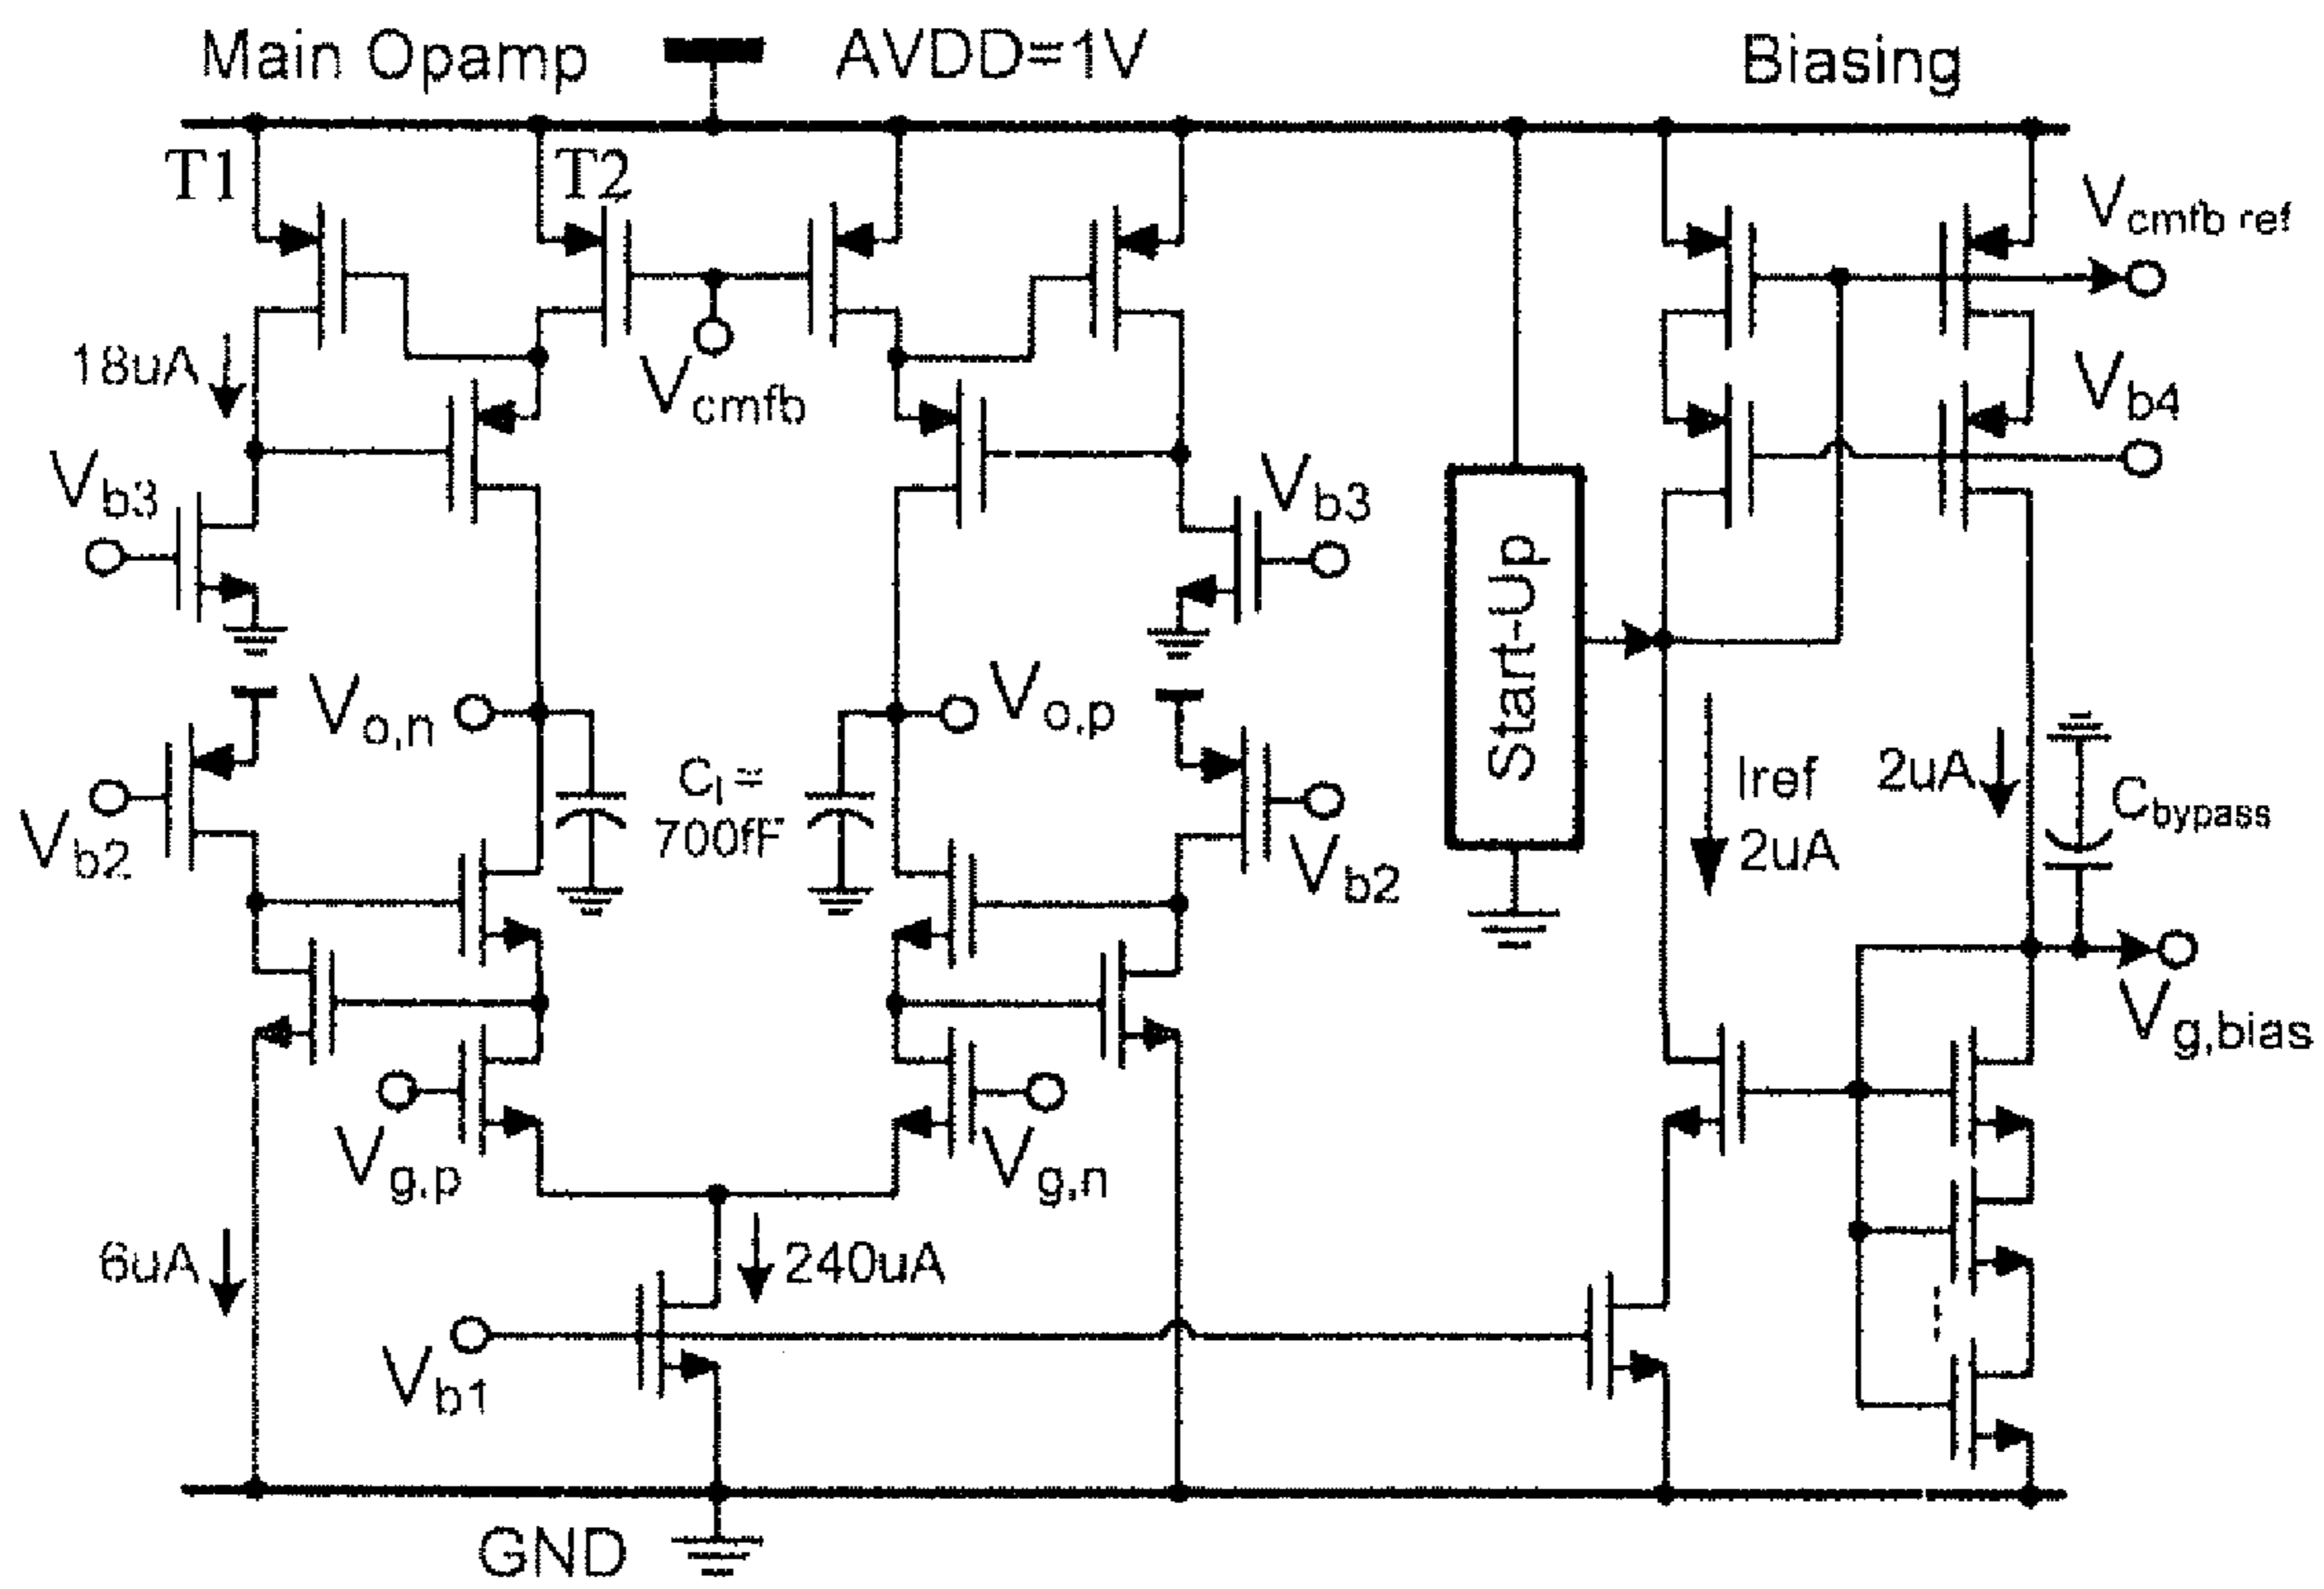 Main Opamp
AVDD=1V
Biasing
T1
T2
Vcmfb ref
18uA
Vcmfb
Vb4
Vb3
Vb3
Start-Up
Vo,n
Vo,p
Cl =
700fF
Iref
2uA
2uA
Cbypass
Vb2
Vb2
Vg,bias
Vg,p
Vg,n
6uA
240uA
Vb1
GND